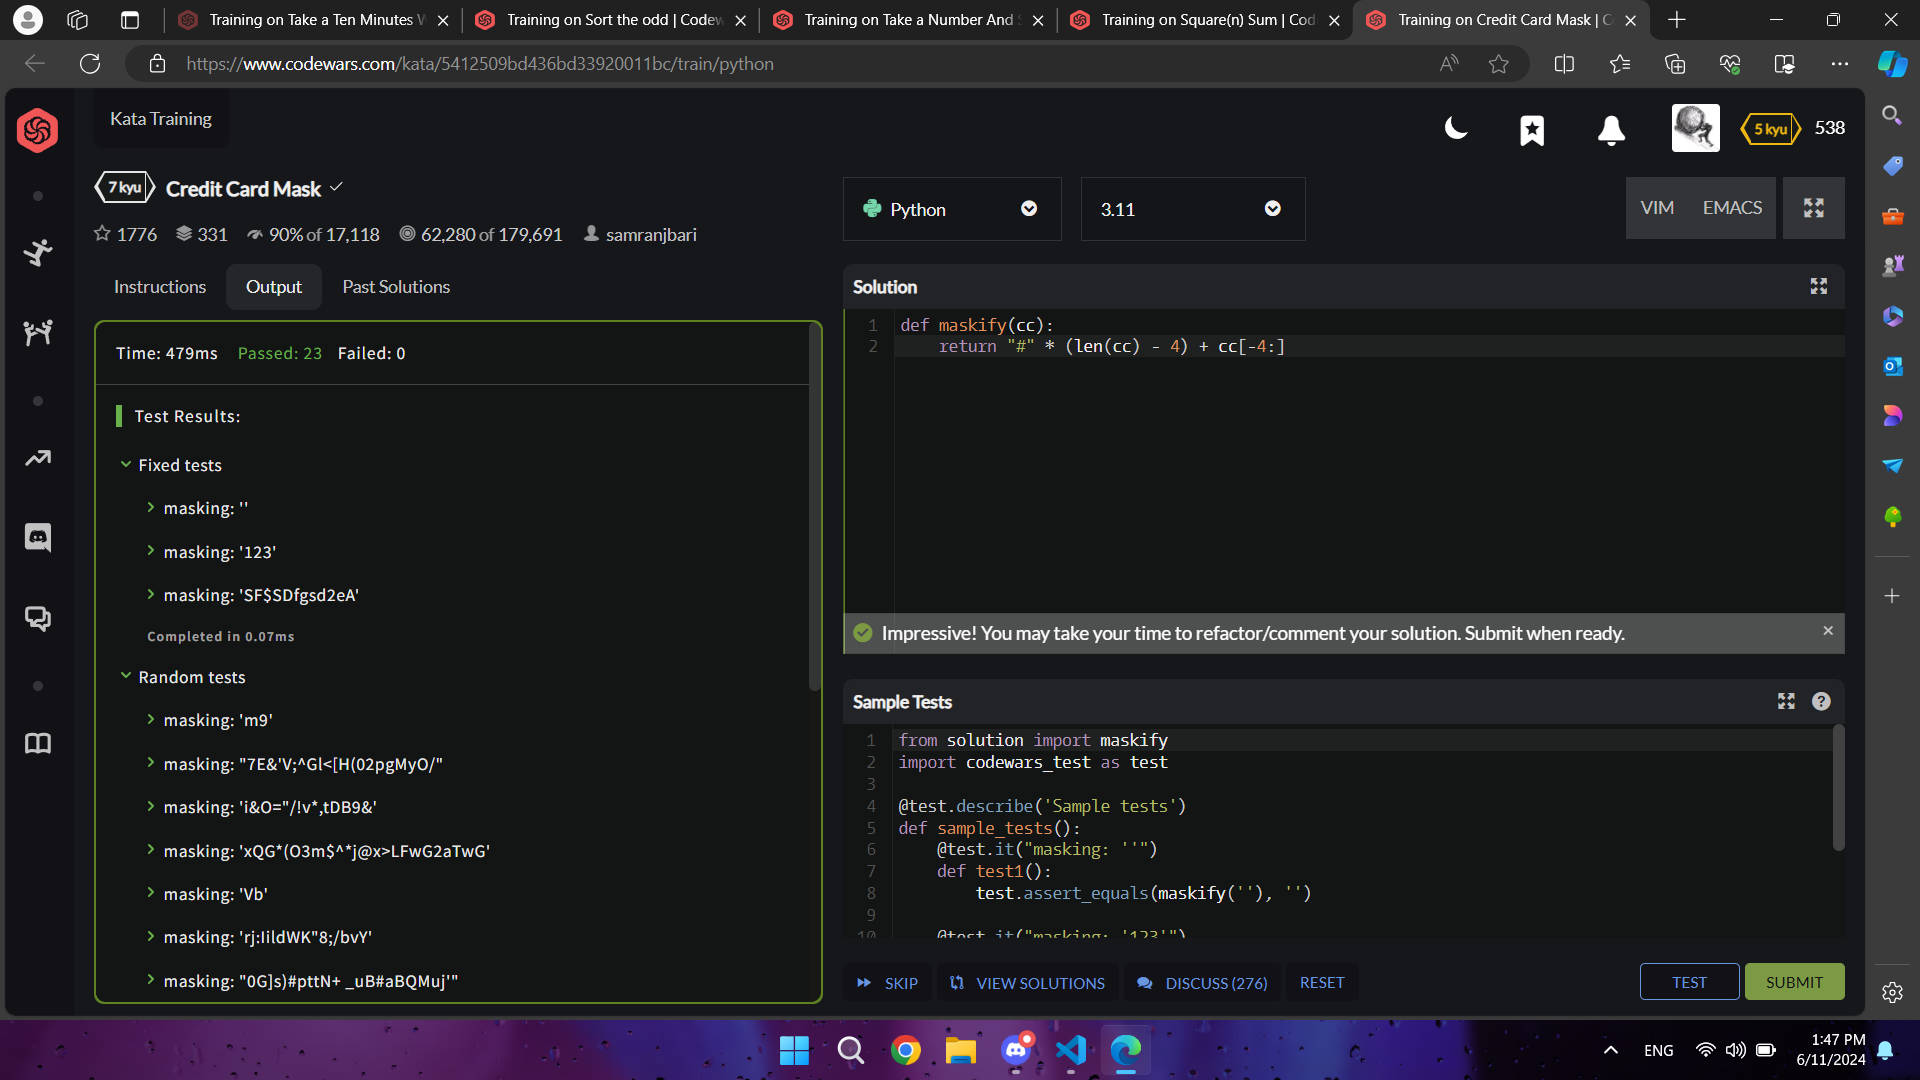 Training on Take a Ten Minutes W
Training on Sort the odd | Codew
Training on Take a Number And S
Training on Square(n) Sum | Cod
Training on Credit Card Mask | C
https://www.codewars.com/kata/5412509bd436bd33920011bc/train/python
Kata Training
5 kyu
538
7 kyu
Credit Card Mask
1776
331
90% of 17,118
62,280 of 179,691
samranjbari
Python
3.11
VIM
EMACS
Instructions
Output
Past Solutions
Time: 479ms
Passed: 23
Failed: 0
Test Results:
Fixed tests
masking: ''
masking: '123'
masking: 'SF$SDfgsd2eA'
Completed in 0.07ms
Random tests
masking: 'm9'
masking: "7E&'V;^Gl<[H(02pgMyO/"
masking: 'i&O="/!v*,tDB9&'
masking: 'xQG*(O3m$^*j@x>LFwG2aTwG'
masking: 'Vb'
masking: 'rj:IildWK"8;/bvY'
masking: "0G]s)#pttN+ _uB#aBQMuj'"
Solution
1 def maskify(cc):
2     return "#" * (len(cc) - 4) + cc[-4:]
Impressive! You may take your time to refactor/comment your solution. Submit when ready.
Sample Tests
1 from solution import maskify
2 import codewars_test as test
3
4 @test.describe('Sample tests')
5 def sample_tests():
6     @test.it("masking: ''")
7     def test1():
8         test.assert_equals(maskify(''), '')
9
10     @test.it("masking: '123'")
SKIP
VIEW SOLUTIONS
DISCUSS (276)
RESET
TEST
SUBMIT
ENG
1:47 PM
6/11/2024